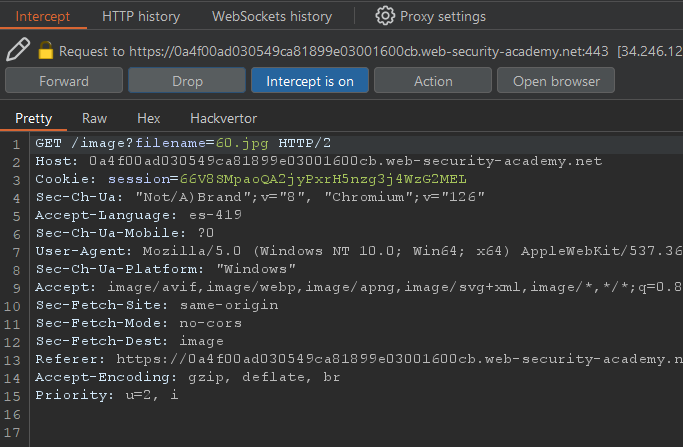 Intercept HTTP history WebSockets history Proxy settings
Request to https://0a4f00ad030549ca81899e03001600cb.web-security-academy.net:443 [34.246.12
Forward Drop Intercept is on Action Open browser
Pretty Raw Hex Hackvertor
1 GET /image?filename=60.jpg HTTP/2
2 Host: 0a4f00ad030549ca81899e03001600cb.web-security-academy.net
3 Cookie: session=66V8SMpaoQA2jyPxrH5nzg3j4WzG2MEL
4 Sec-Ch-Ua: "Not/A)Brand";v="8", "Chromium";v="126"
5 Accept-Language: es-419
6 Sec-Ch-Ua-Mobile: ?0
7 User-Agent: Mozilla/5.0 (Windows NT 10.0; Win64; x64) AppleWebKit/537.36
8 Sec-Ch-Ua-Platform: "Windows"
9 Accept: image/avif,image/webp,image/apng,image/svg+xml,image/*,*/*;q=0.8
10 Sec-Fetch-Site: same-origin
11 Sec-Fetch-Mode: no-cors
12 Sec-Fetch-Dest: image
13 Referer: https://0a4f00ad030549ca81899e03001600cb.web-security-academy.n
14 Accept-Encoding: gzip, deflate, br
15 Priority: u=2, i
16
17